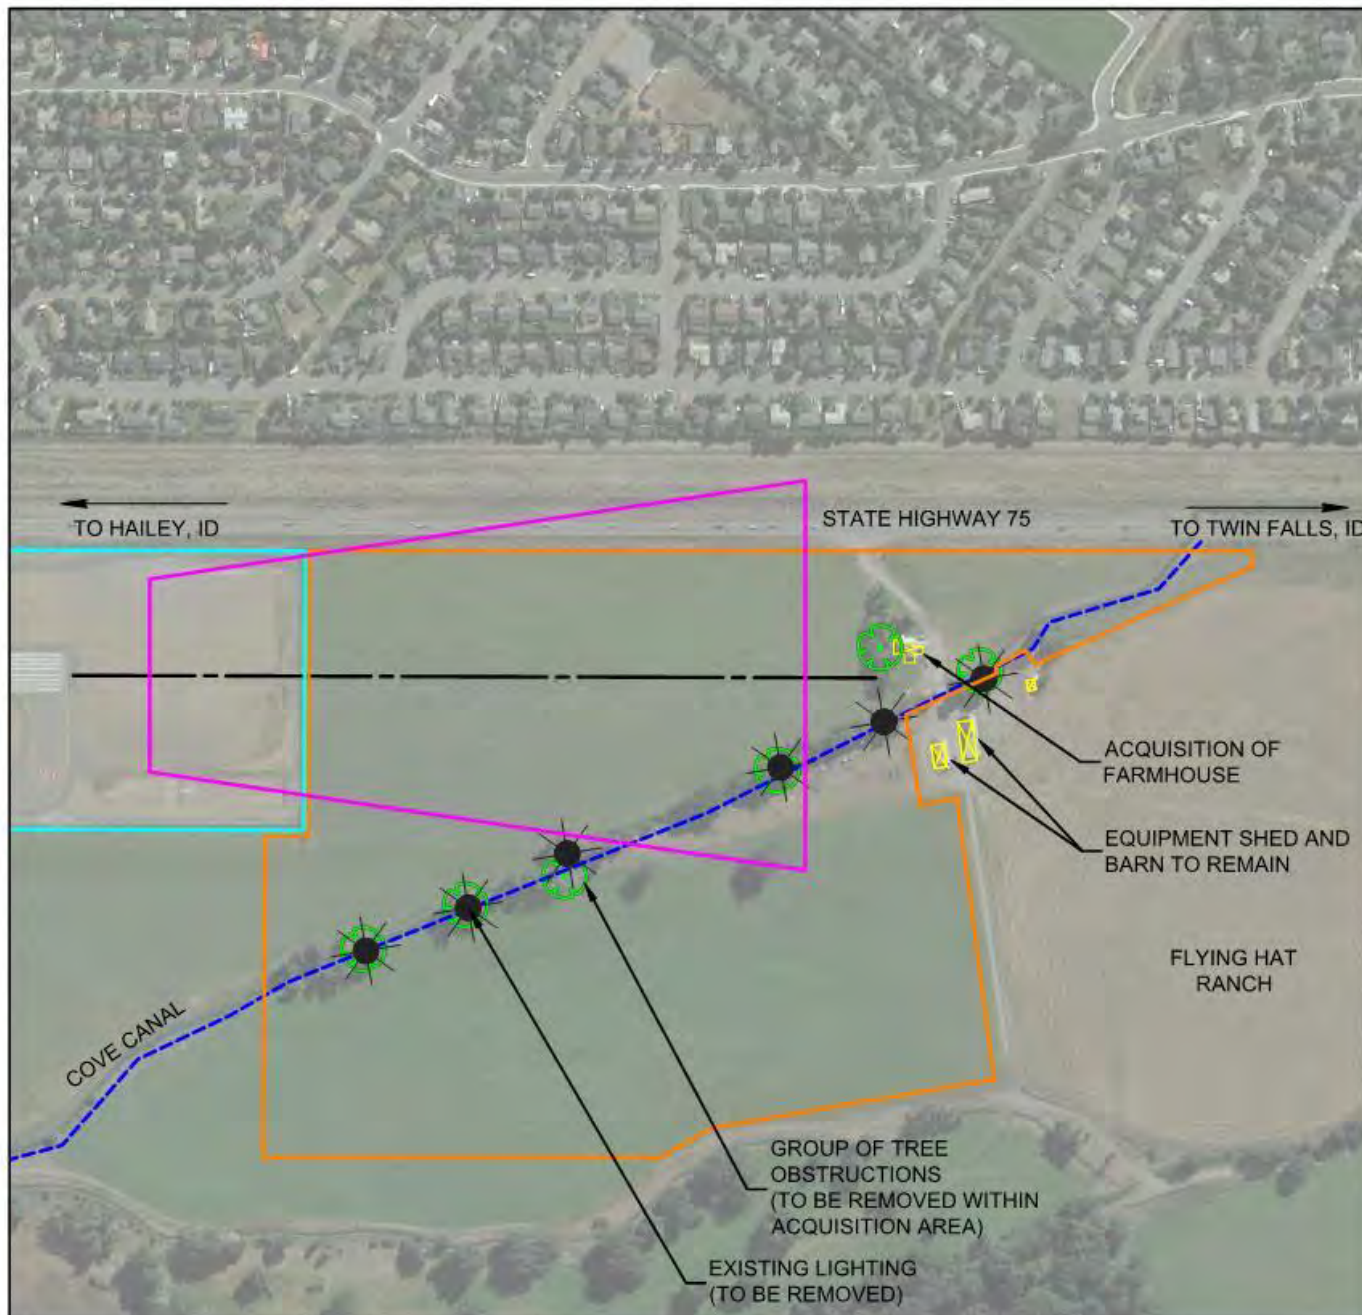 TO HAILEY, ID
STATE HIGHWAY 75
TO TWIN FALLS, ID
ACQUISITION OF
FARMHOUSE
EQUIPMENT SHED AND
BARN TO REMAIN
FLYING HAT
RANCH
COVE CANAL
GROUP OF TREE
OBSTRUCTIONS
(TO BE REMOVED WITHIN
ACQUISITION AREA)
EXISTING LIGHTING
(TO BE REMOVED)